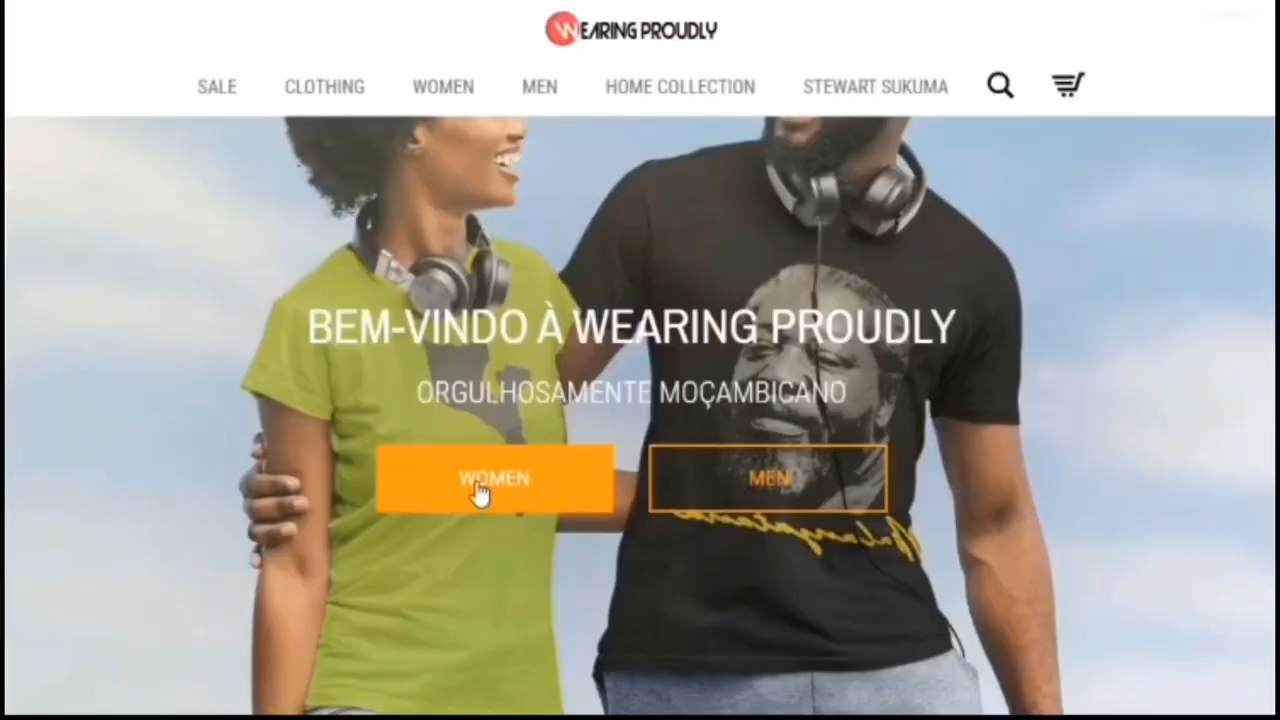 WEARING PROUDLY
SALE CLOTHING WOMEN MEN HOME COLLECTION STEWART SUKUMA
BEM-VINDO À WEARING PROUDLY
ORGULHOSAMENTE MOÇAMBICANO
WOMEN MEN